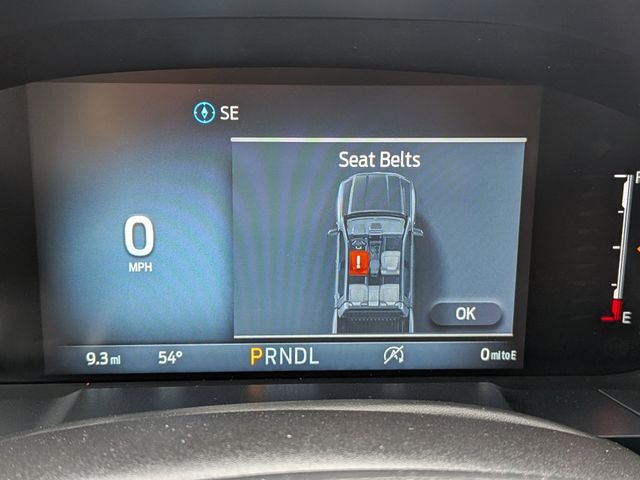 SE
Seat Belts
!
0
MPH
OK
9.3 mi 54° PRNDL 0 mi to E
F
E